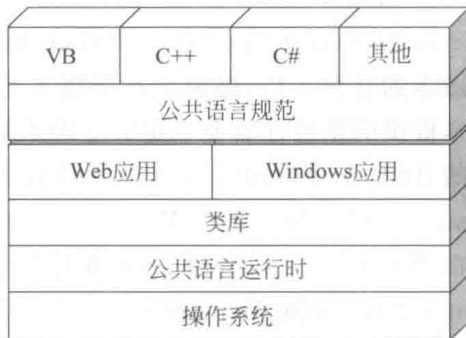 VB C++ C# 其他
公共语言规范
Web应用 Windows应用
类库
公共语言运行时
操作系统